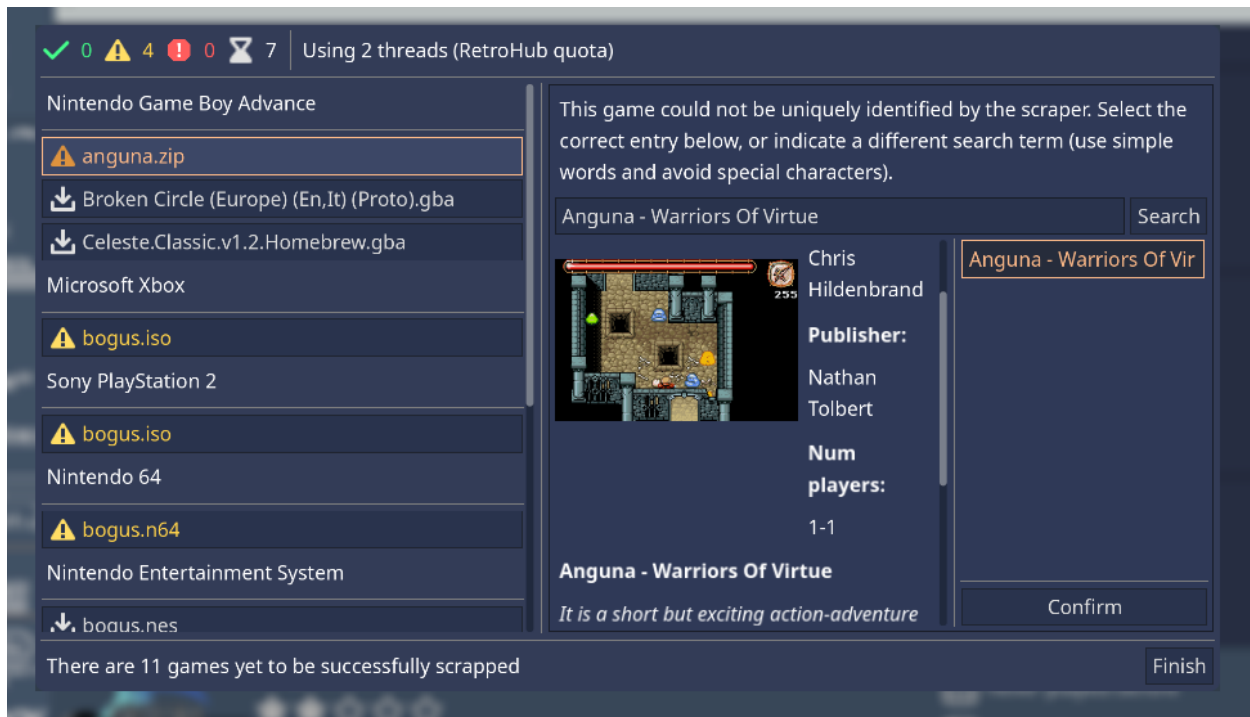 0 4 0 7 Using 2 threads (RetroHub quota)
Nintendo Game Boy Advance
anguna.zip
Broken Circle (Europe) (En,It) (Proto).gba
Celeste.Classic.v1.2.Homebrew.gba
Microsoft Xbox
bogus.iso
Sony PlayStation 2
bogus.iso
Nintendo 64
bogus.n64
Nintendo Entertainment System
bogus.nes
This game could not be uniquely identified by the scraper. Select the
correct entry below, or indicate a different search term (use simple
words and avoid special characters).
Anguna - Warriors Of Virtue Search
255
Chris
Hildenbrand
Publisher:
Nathan
Tolbert
Num
players:
1-1
Anguna - Warriors Of Virtue
It is a short but exciting action-adventure
Anguna - Warriors Of Vir
Confirm
There are 11 games yet to be successfully scrapped
Finish